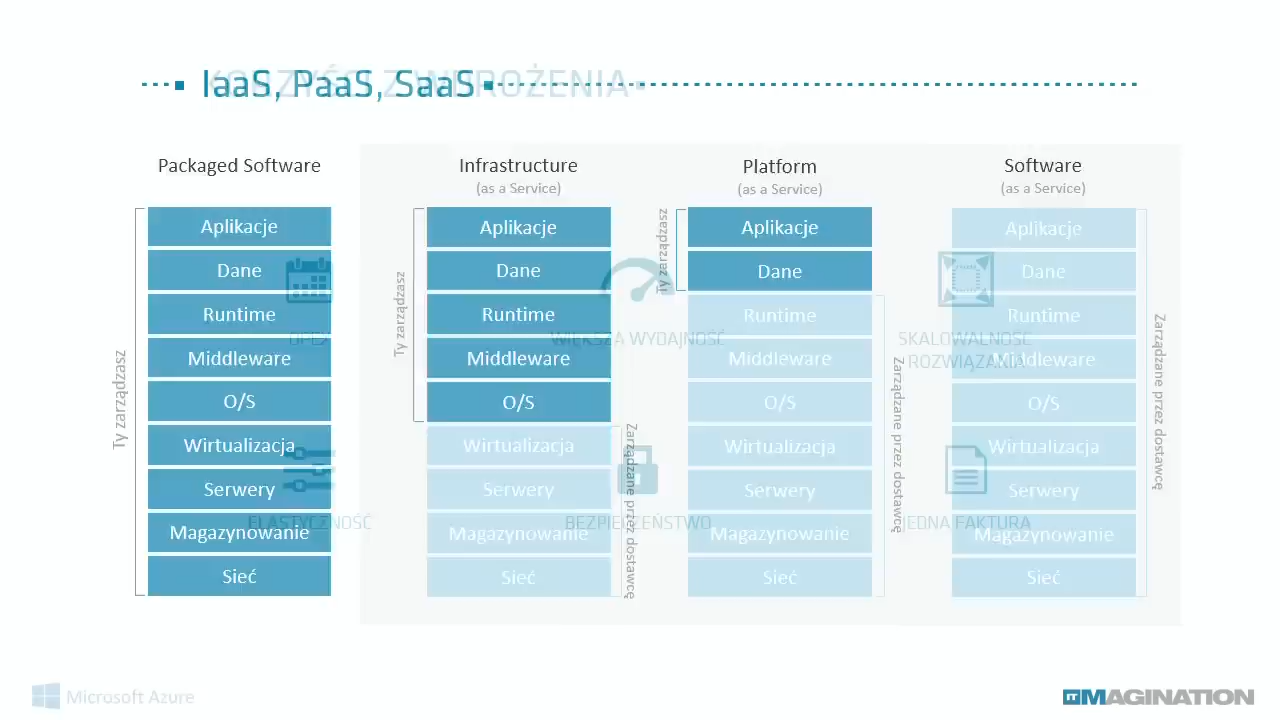 IaaS, PaaS, SaaS
KORZYŚCI Z WDROŻENIA
Packaged Software
Ty zarządzasz
Aplikacje
Dane
Runtime
Middleware
O/S
Wirtualizacja
Serwery
Magazynowanie
Sieć
Infrastructure
(as a Service)
Ty zarządzasz
Aplikacje
Dane
Runtime
Middleware
O/S
Wirtualizacja
Serwery
Magazynowanie
Sieć
Zarządzane przez dostawcę
Platform
(as a Service)
Ty zarządzasz
Aplikacje
Dane
Runtime
Middleware
O/S
Wirtualizacja
Serwery
Magazynowanie
Sieć
Zarządzane przez dostawcę
Software
(as a Service)
Aplikacje
Dane
Runtime
Middleware
O/S
Wirtualizacja
Serwery
Magazynowanie
Sieć
Zarządzane przez dostawcę
OPEX
WIĘKSZA WYDAJNOŚĆ
SKALOWALNOŚĆ
ROZWIĄZANIA
ELASTYCZNOŚĆ
BEZPIECZEŃSTWO
JEDNA FAKTURA
Microsoft Azure
ITMAGINATION